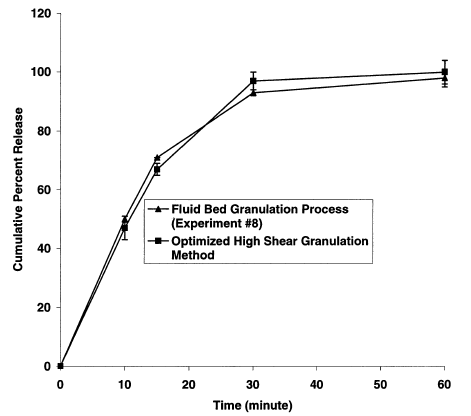 120
100
80
60
40
20
0
Cumulative Percent Release
Fluid Bed Granulation Process
(Experiment #8)
Optimized High Shear Granulation
Method
0 10 20 30 40 50 60
Time (minute)